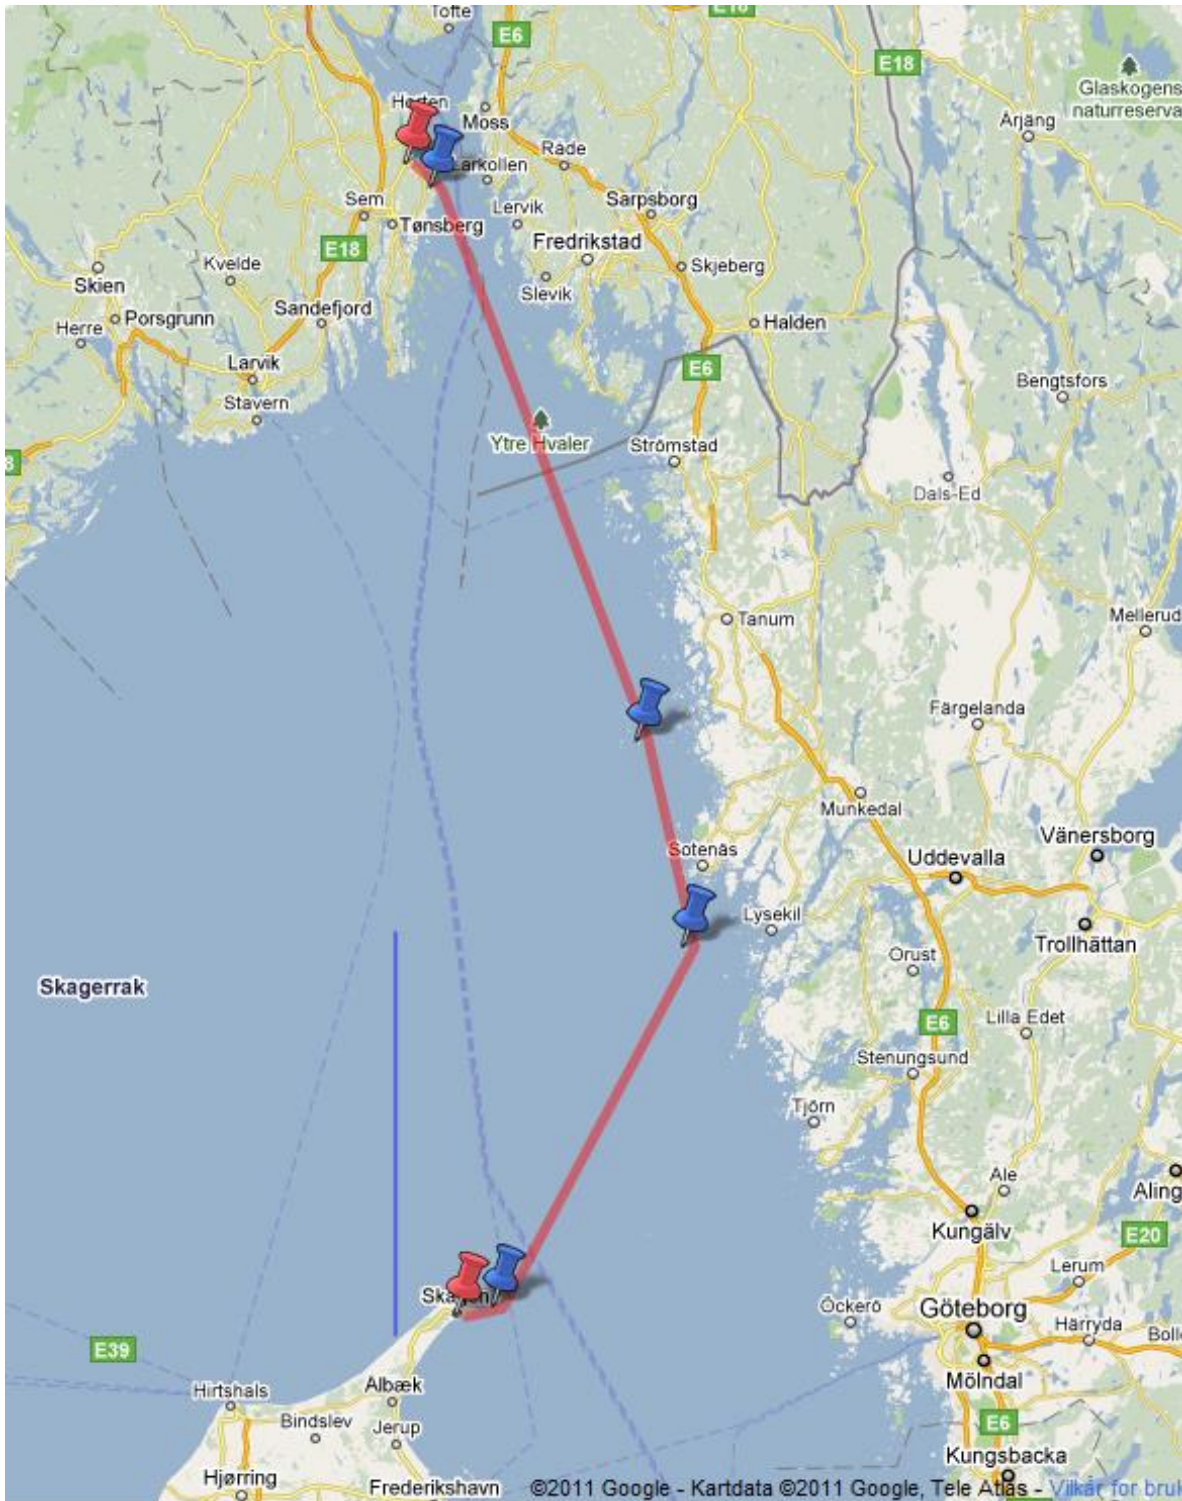 Tofte
E18
E6
E18
Glaskogens
naturreserva
Horten
Moss
Årjäng
Råde
Larkollen
Sem
Lervik
Sarpsborg
Tønsberg
E18
Fredrikstad
Kvelde
Skjeberg
Skien
Slevik
Sandefjord
Porsgrunn
Halden
Herre
Larvik
E6
Bengtsfors
Stavern
Ytre Hvaler
Strömstad
8
Dals-Ed
Tanum
Mellerud
Färgelanda
Munkedal
Vänersborg
Sotenäs
Uddevalla
Lysekil
Trollhättan
Orust
Skagerrak
E6
Lilla Edet
Stenungsund
Tjörn
Ale
Aling
Kungälv
E20
Lerum
Skagen
Öckerö
Göteborg
Härryda
Bolle
E39
Mölndal
Albæk
Hirtshals
Bindslev
Jerup
E6
Kungsbacka
Hjørring
Frederikshavn
©2011 Google - Kartdata ©2011 Google, Tele Atlas - Vilkår for bruk